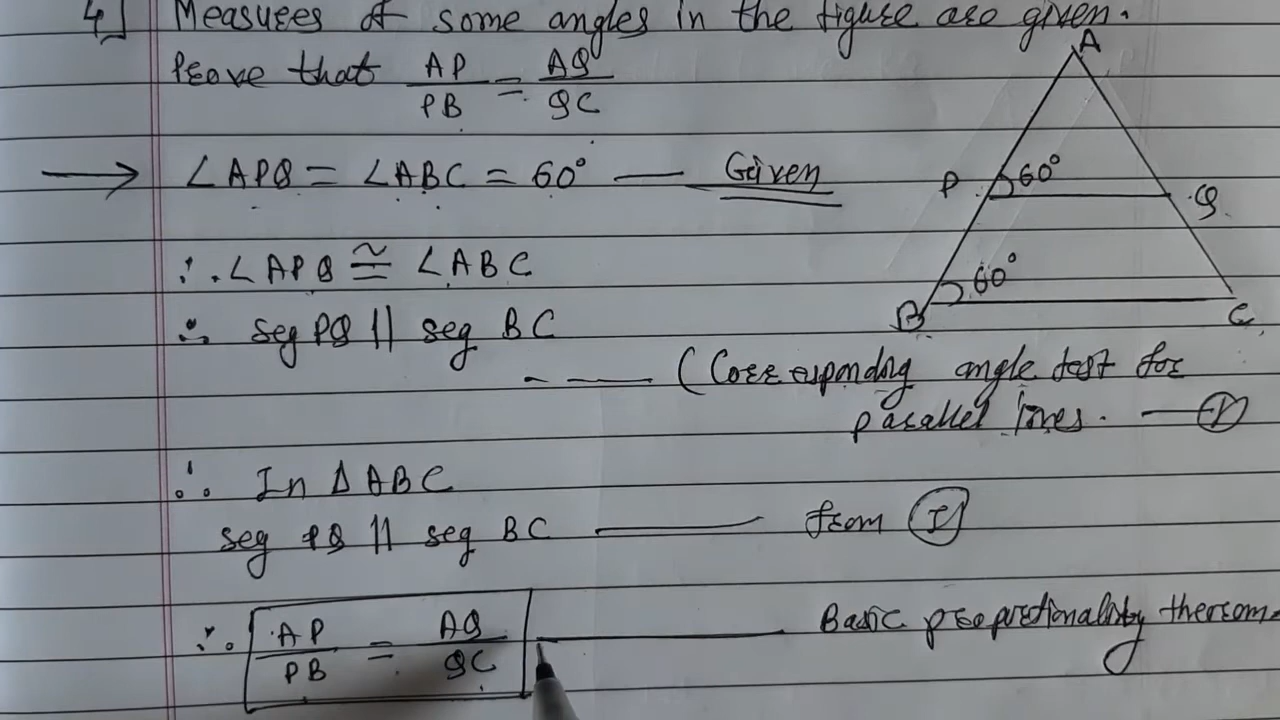 4] Measures of some angles in the figure are given.
Prove that AP/PB = AQ/QC
A
∠APQ = ∠ABC = 60° — Given
P 60° Q
∴ ∠APQ ≅ ∠ABC
60°
B C
∴ seg PQ || seg BC
---- (Corresponding angle test for
parallel lines. — (I)
∴ In ΔABC
seg PQ || seg BC —— from (I)
∴ AP/PB = AQ/QC —— Basic proportionality theroem.